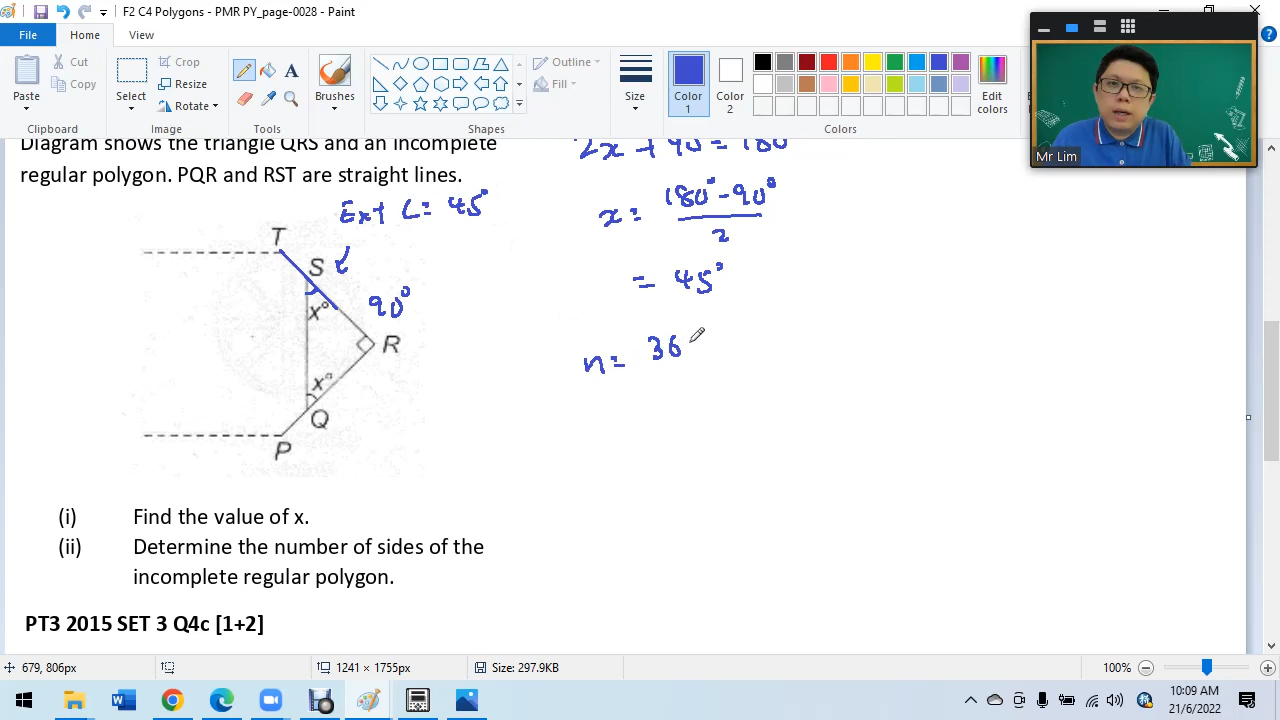 F2 C4 Polygons - PMR PY_page-0028 - Paint
File Home View
Paste Cut Copy Clipboard
Select Crop Resize Rotate Image
Tools
Brushes
Shapes
Outline Fill
Size
Color 1 Color 2 Edit colors Colors
Mr Lim
Diagram shows the triangle QRS and an incomplete
regular polygon. PQR and RST are straight lines.
Ext ∠ = 45°
T
S
x°
90°
R
x°
Q
P
2x + 90 = 180
x = 180° - 90°
2
= 45°
n = 36
(i) Find the value of x.
(ii) Determine the number of sides of the
incomplete regular polygon.
PT3 2015 SET 3 Q4c [1+2]
679, 806px 1241 × 1755px Size: 297.9KB 100%
10:09 AM
21/6/2022